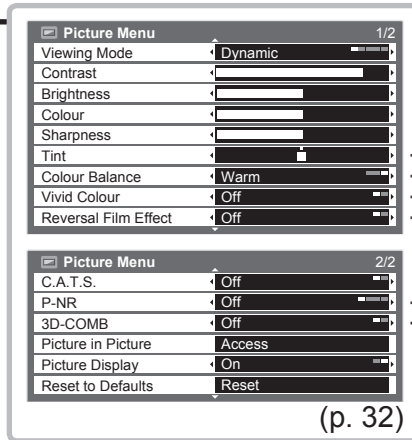 Picture Menu 1/2
Viewing Mode Dynamic
Contrast
Brightness
Colour
Sharpness
Tint
Colour Balance Warm
Vivid Colour Off
Reversal Film Effect Off
Picture Menu 2/2
C.A.T.S. Off
P-NR Off
3D-COMB Off
Picture in Picture Access
Picture Display On
Reset to Defaults Reset
(p. 32)